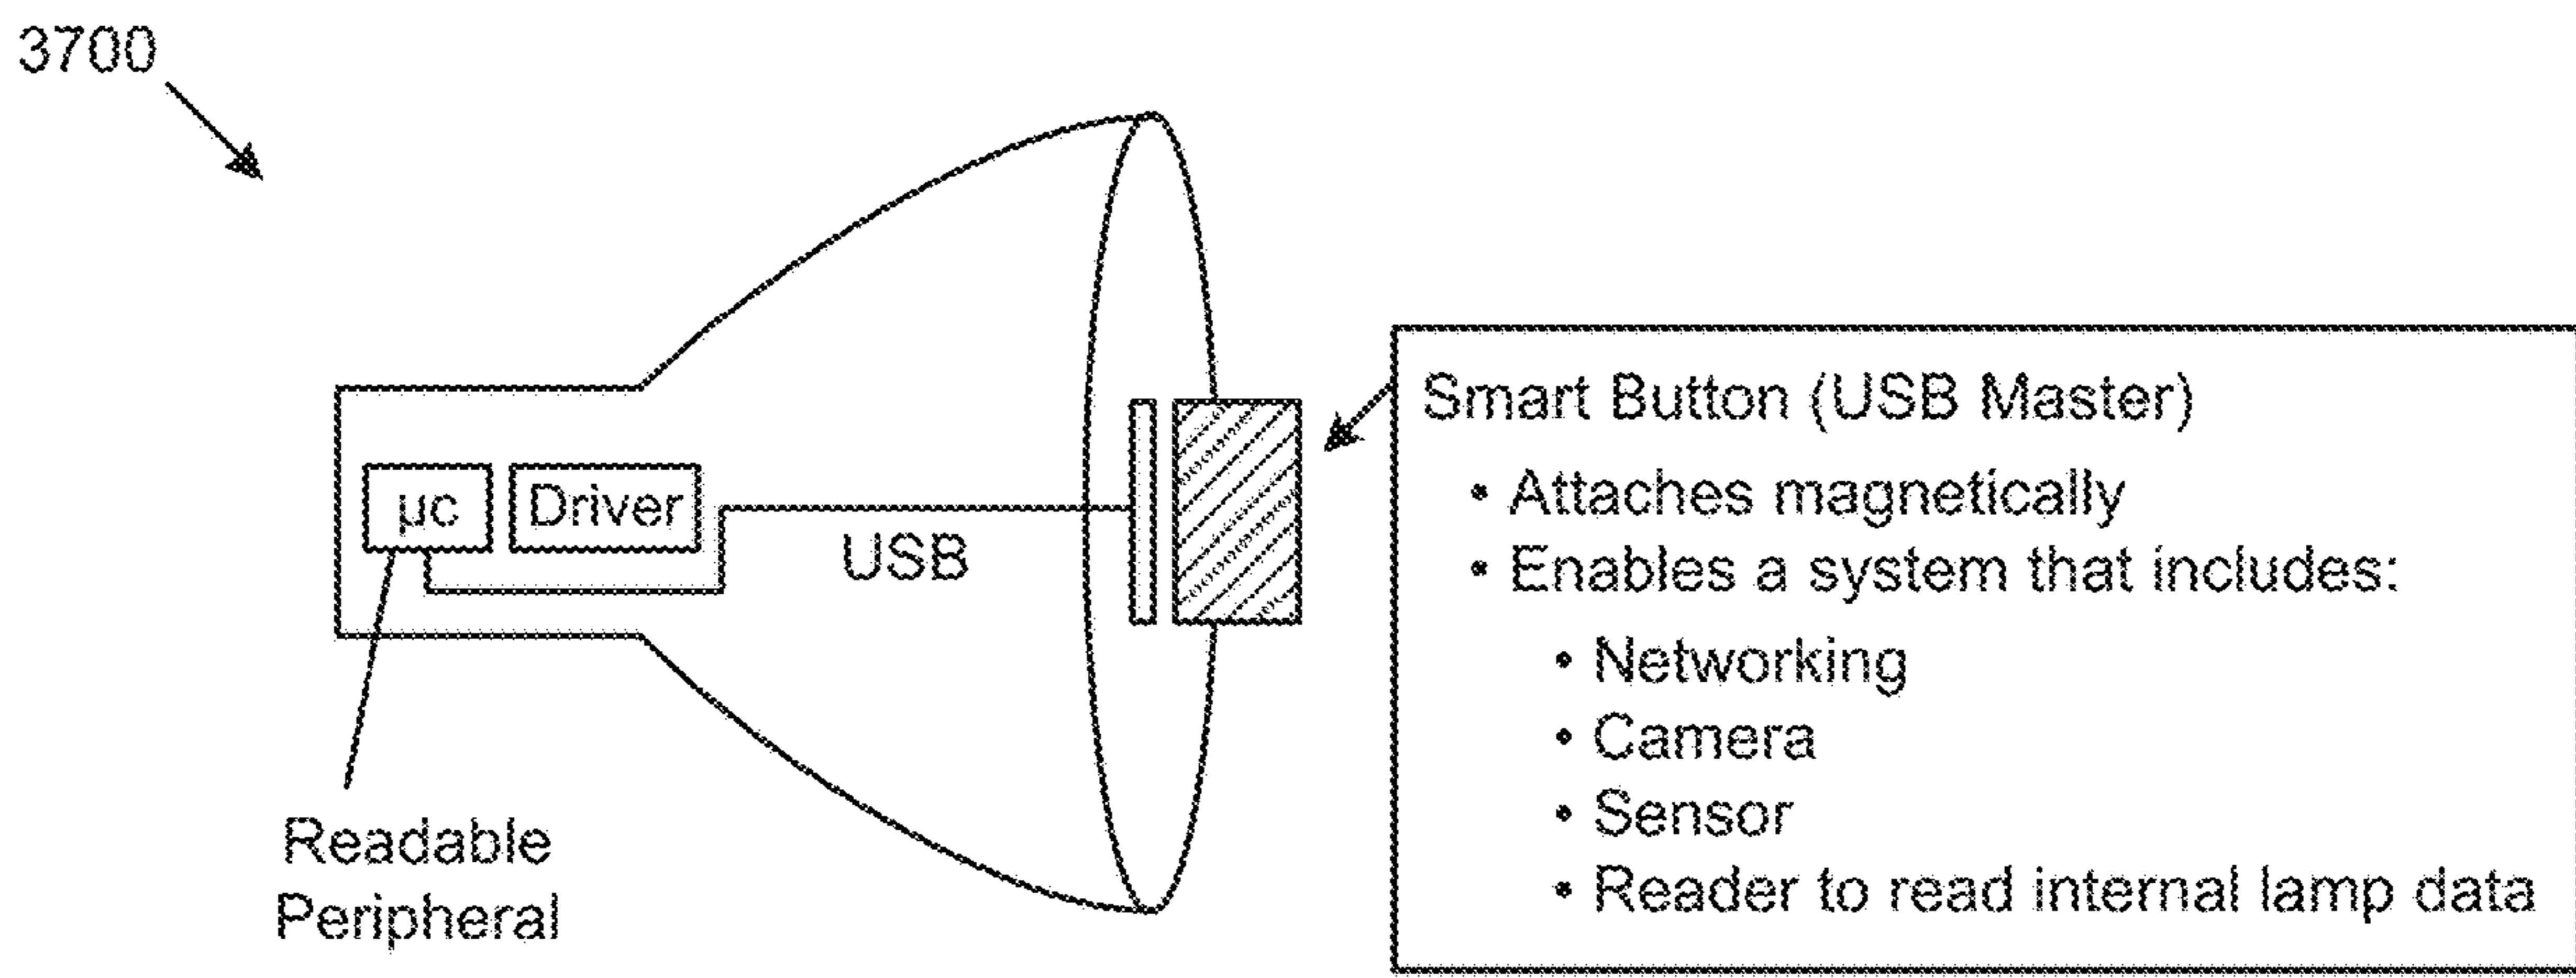 3700
Smart Button (USB Master)
• Attaches magnetically
• Enables a system that includes:
• Networking
• Camera
• Sensor
• Reader to read internal lamp data
µc
Driver
USB
Readable
Peripheral